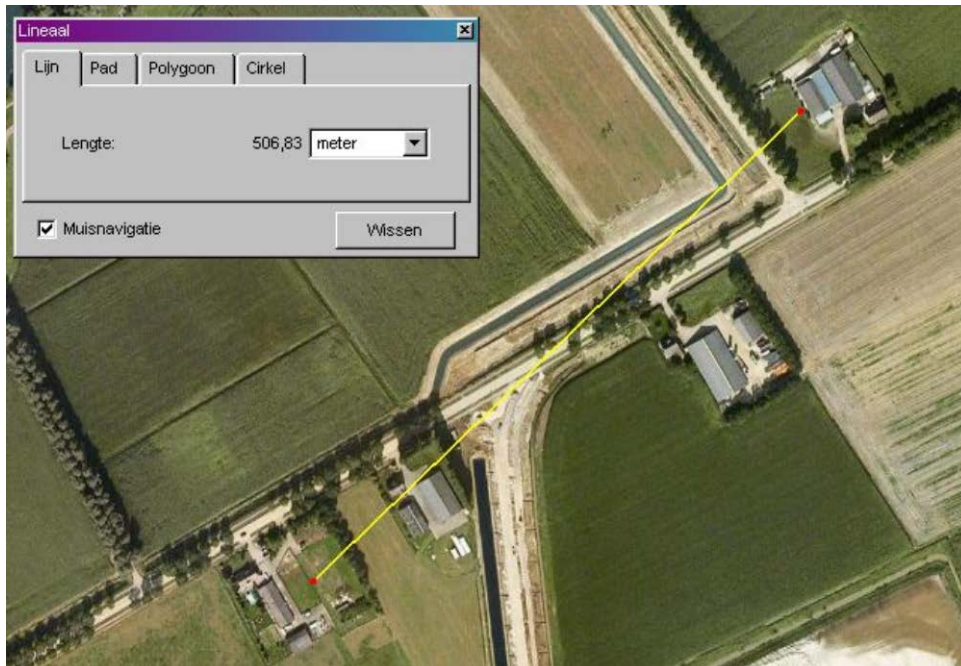 Lineaal
Lijn Pad Polygoon Cirkel
Lengte: 506,83 meter
Muisnavigatie Wissen